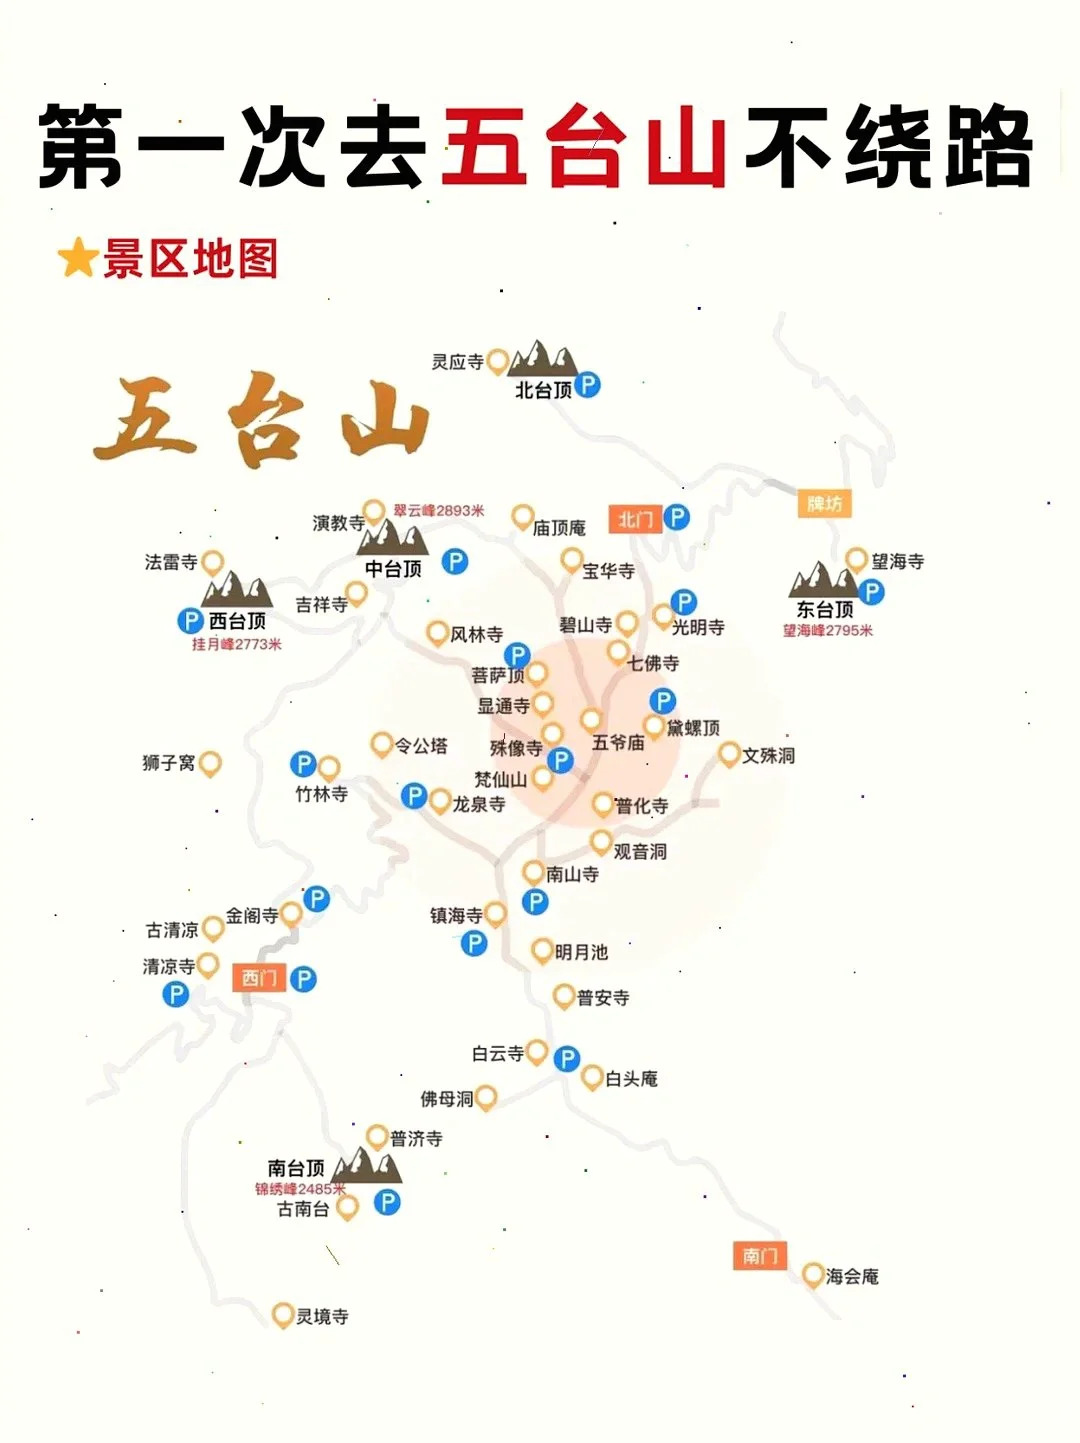 第一次去五台山不绕路
景区地图
五台山
灵应寺
北台顶
P
牌坊
演教寺
翠云峰2893米
庙顶庵
北门
P
中台顶
P
法雷寺
宝华寺
望海寺
西台顶
P
挂月峰2773米
吉祥寺
东台顶
P
望海峰2795米
P
碧山寺
光明寺
风林寺
P
七佛寺
菩萨顶
P
显通寺
黛螺顶
五爷庙
令公塔
殊像寺
P
文殊洞
狮子窝
P
竹林寺
梵仙山
P
龙泉寺
普化寺
观音洞
南山寺
P
P
金阁寺
古清凉
镇海寺
P
清凉寺
P
西门
P
明月池
普安寺
白云寺
P
白头庵
佛母洞
普济寺
南台顶
锦绣峰2485米
P
古南台
南门
海会庵
灵境寺